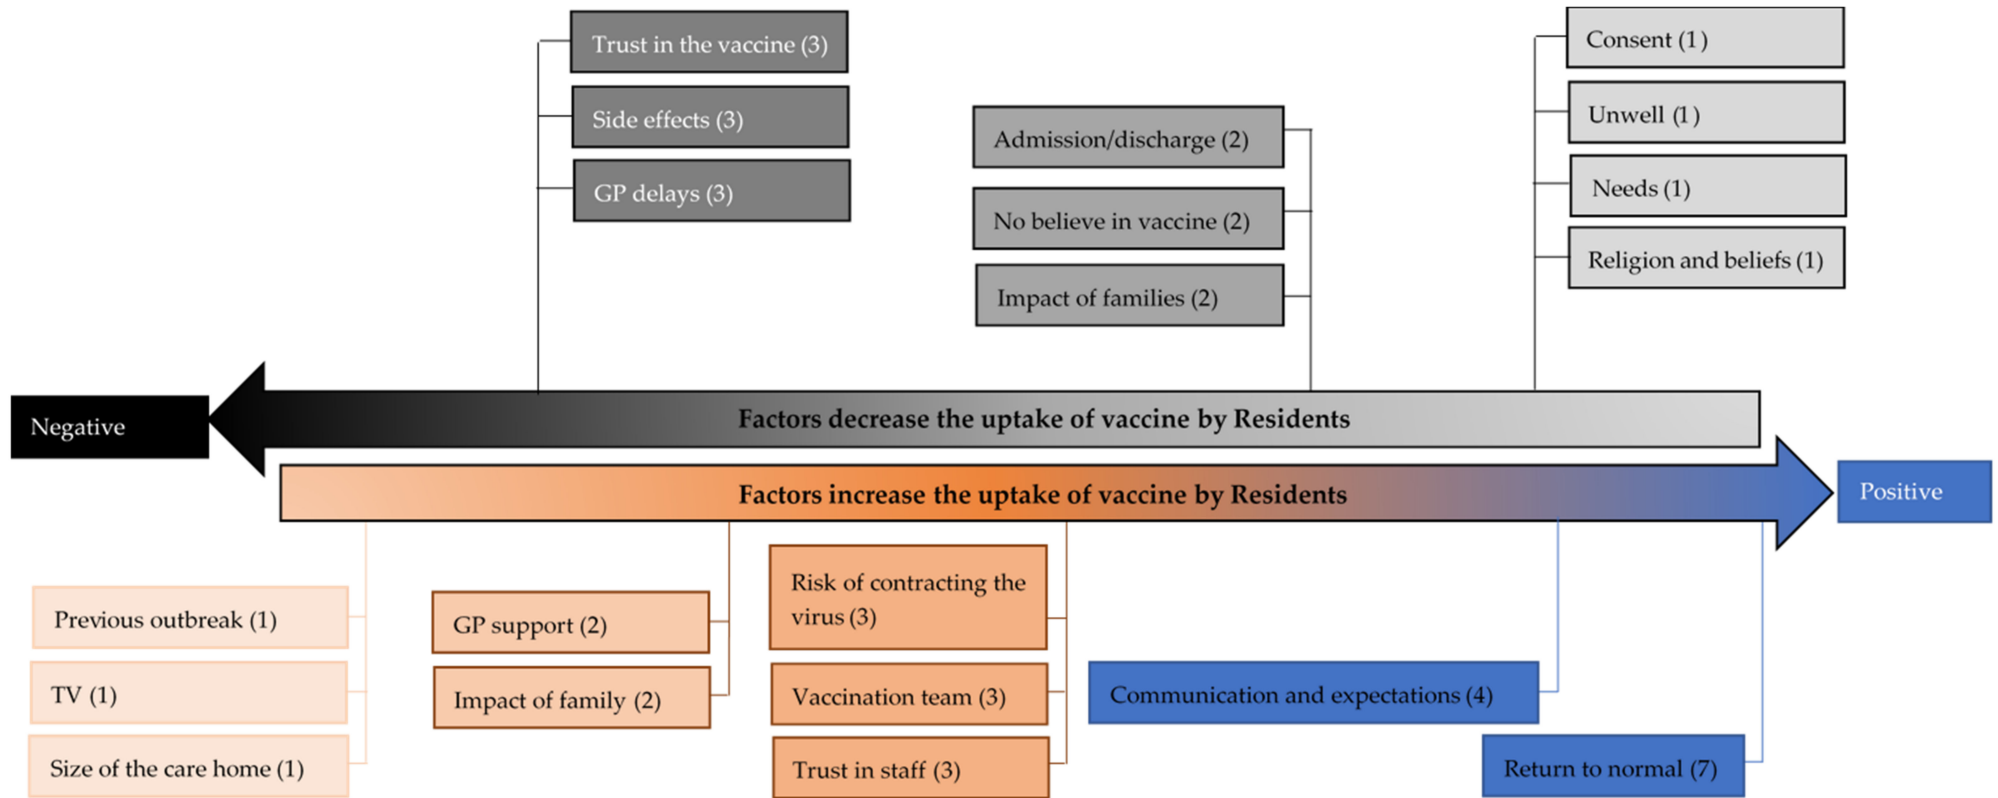 Trust in the vaccine (3)
Side effects (3)
GP delays (3)
Admission/discharge (2)
No believe in vaccine (2)
Impact of families (2)
Consent (1)
Unwell (1)
Needs (1)
Religion and beliefs (1)
Negative
Factors decrease the uptake of vaccine by Residents
Factors increase the uptake of vaccine by Residents
Positive
Previous outbreak (1)
TV (1)
Size of the care home (1)
GP support (2)
Impact of family (2)
Risk of contracting the
virus (3)
Vaccination team (3)
Trust in staff (3)
Communication and expectations (4)
Return to normal (7)